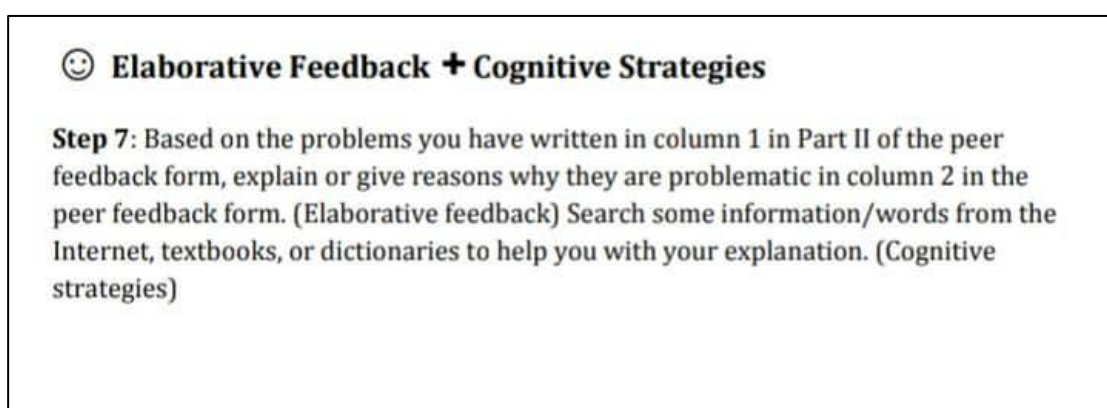 ☺ Elaborative Feedback + Cognitive Strategies
Step 7: Based on the problems you have written in column 1 in Part II of the peer
feedback form, explain or give reasons why they are problematic in column 2 in the
peer feedback form. (Elaborative feedback) Search some information/words from the
Internet, textbooks, or dictionaries to help you with your explanation. (Cognitive
strategies)